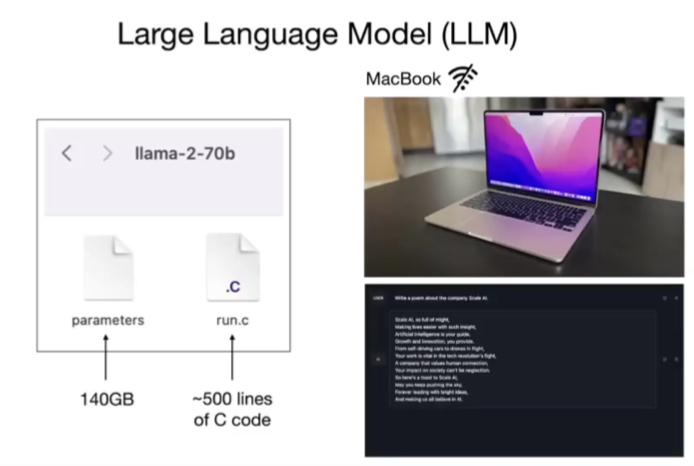 Large Language Model (LLM)
MacBook
llama-2-70b
.C
parameters
run.c
140GB
~500 lines
of C code
USER
Write a poem about the company Scale AI.
AI
Scale AI, so full of might,
Making lives easier with such insight,
Artificial Intelligence is your guide,
Growth and innovation, you provide.
From self-driving cars to drones in flight,
Your work is vital in the tech revolution's fight,
A company that values human connection,
Your impact on society can't be neglection.
So here's a toast to Scale AI,
May you keep pushing the sky,
Forever leading with bright ideas,
And making us all believe in AI.